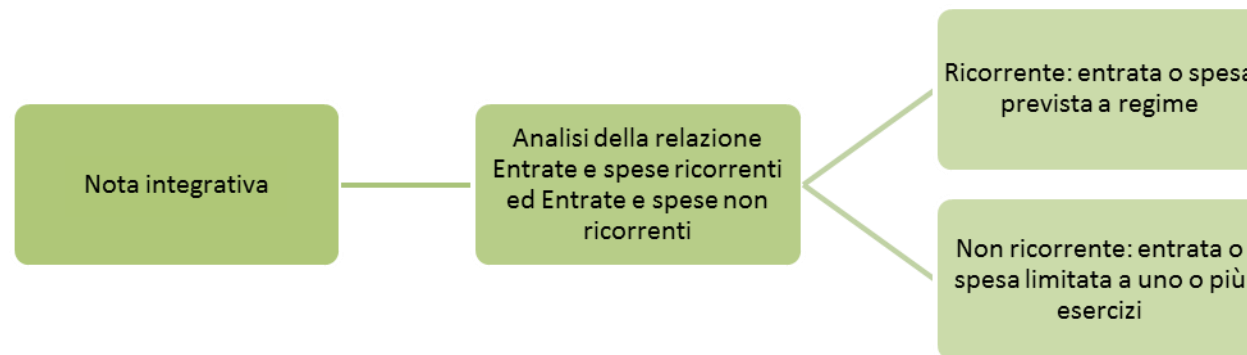 Nota integrativa
Analisi della relazione
Entrate e spese ricorrenti
ed Entrate e spese non
ricorrenti
Ricorrente: entrata o spesa
prevista a regime
Non ricorrente: entrata o
spesa limitata a uno o più
esercizi